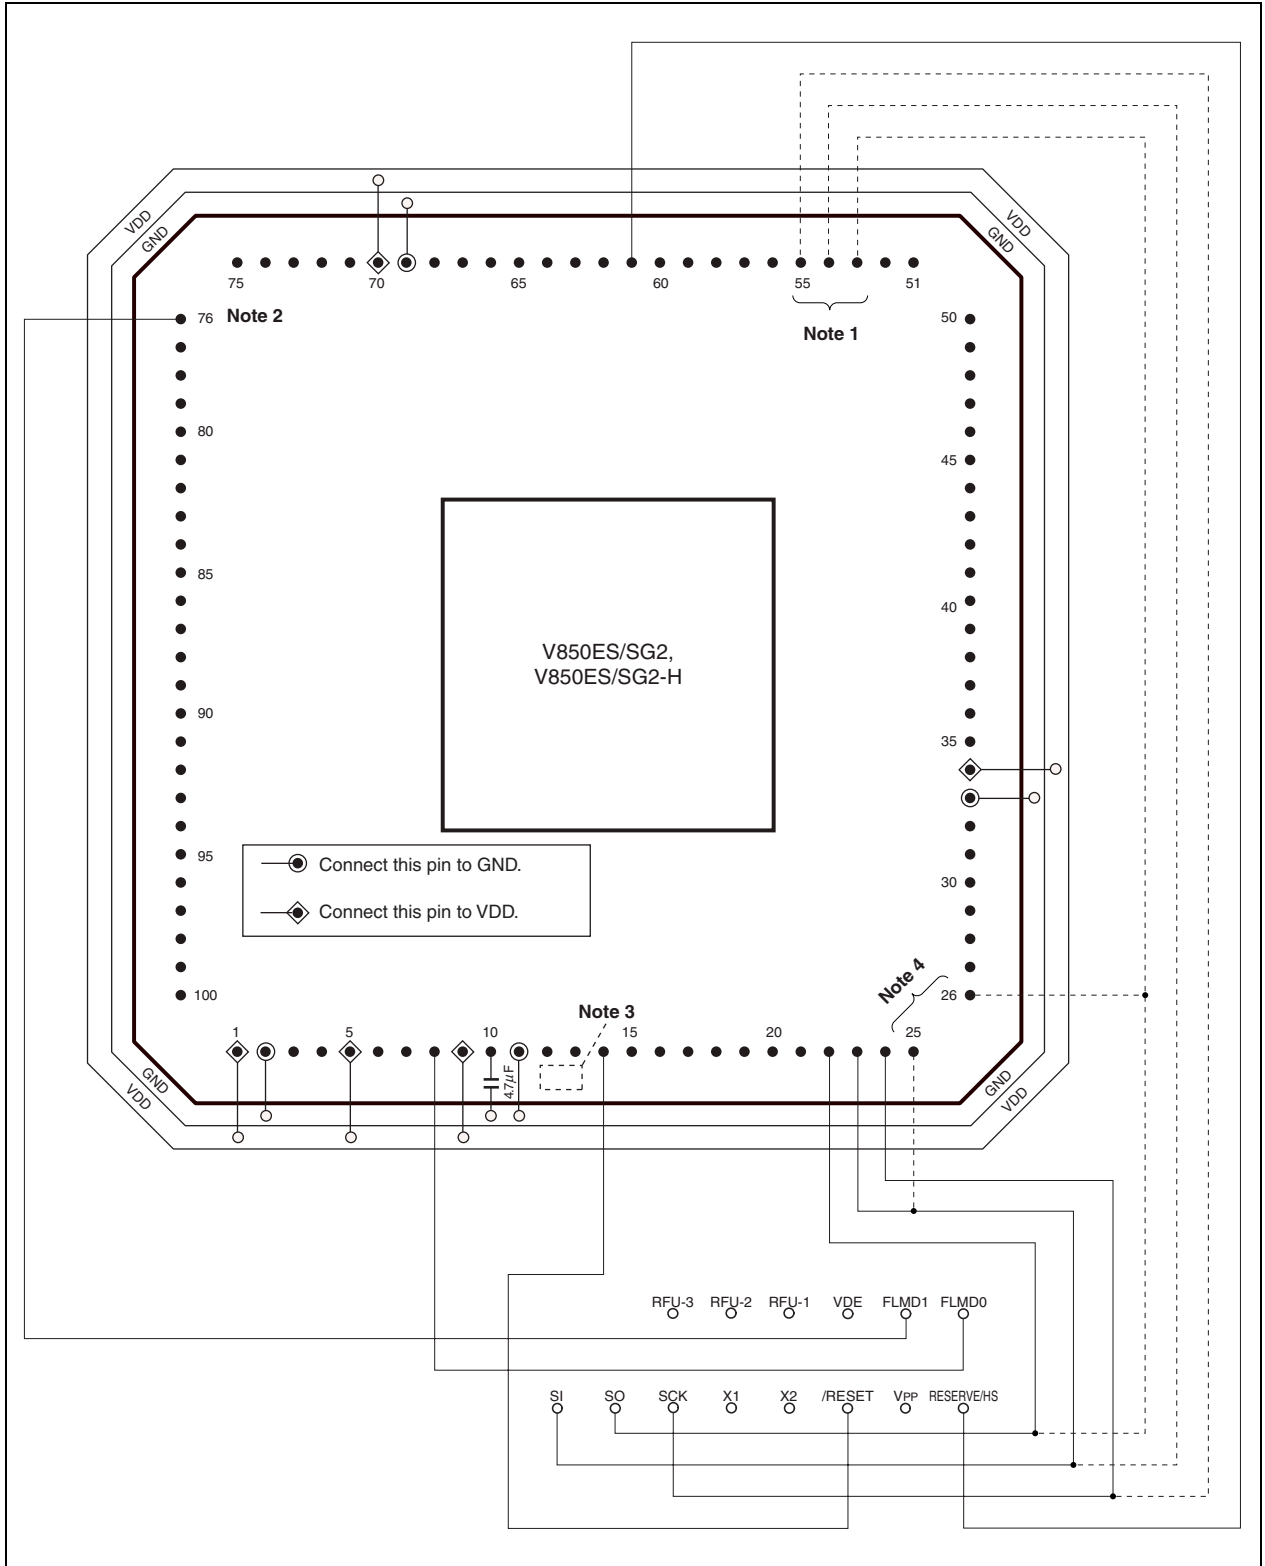 VDD
GND
VDD
GND
75
70
65
60
55
51
76
Note 2
Note 1
50
80
45
85
40
V850ES/SG2,
V850ES/SG2-H
90
35
95
Connect this pin to GND.
30
Connect this pin to VDD.
100
Note 4
26
Note 3
1
5
10
15
20
25
4.7μF
GND
VDD
GND
VDD
RFU-3 RFU-2 RFU-1 VDE FLMD1 FLMD0
SI SO SCK X1 X2 /RESET VPP RESERVE/HS